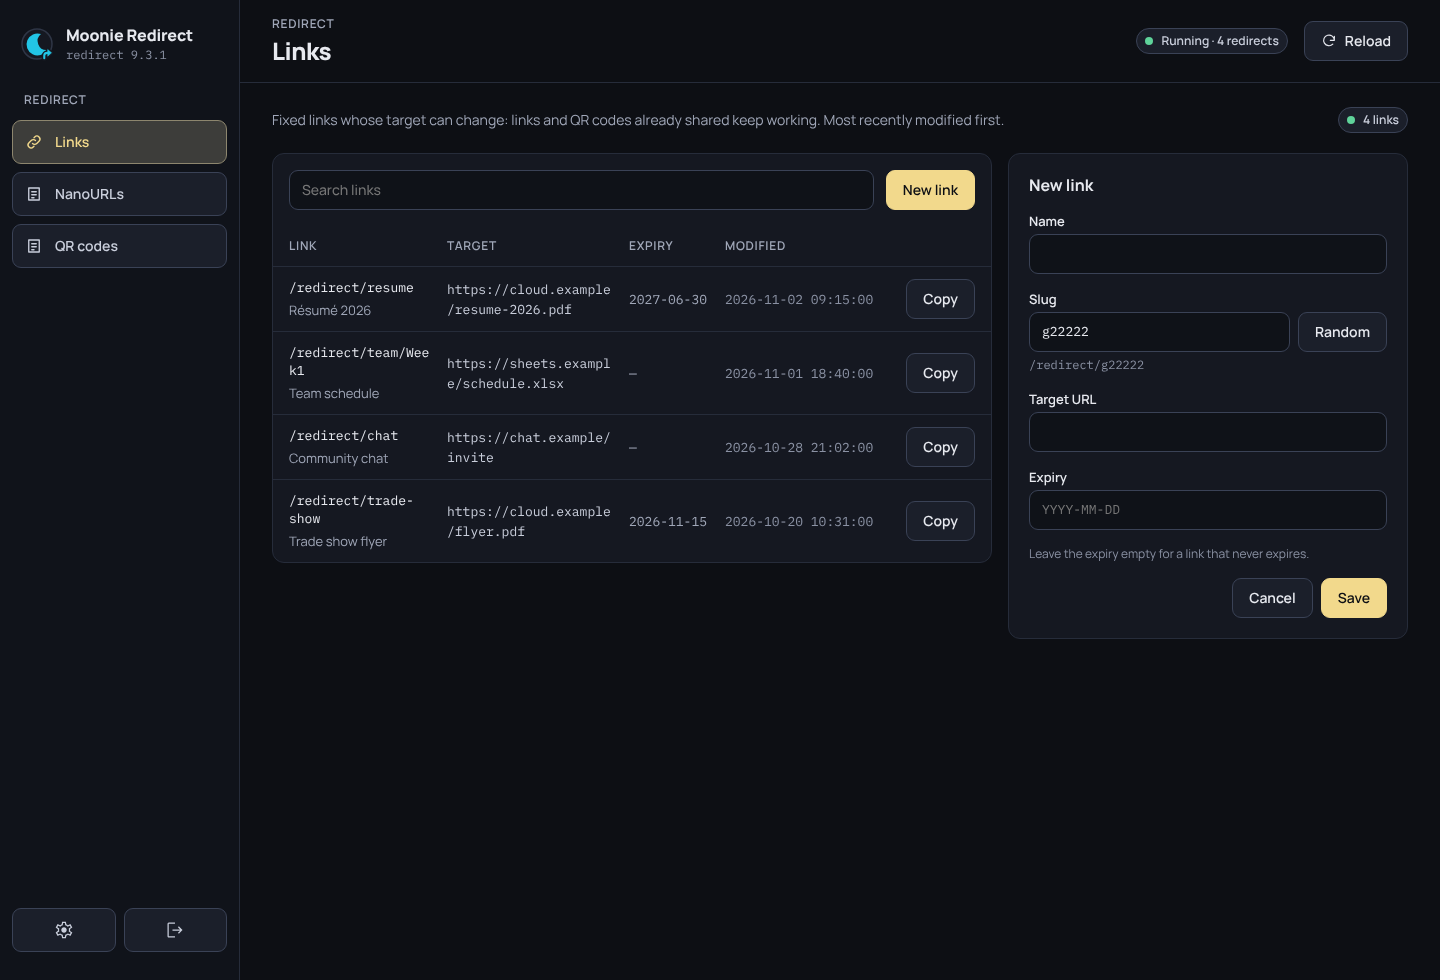 Moonie Redirect
redirect 9.3.1
REDIRECT
Links
NanoURLs
QR codes
REDIRECT
Links
Running · 4 redirects
Reload
Fixed links whose target can change: links and QR codes already shared keep working. Most recently modified first.
4 links
Search links
New link
LINK TARGET EXPIRY MODIFIED
/redirect/resume
Résumé 2026
https://cloud.example
/resume-2026.pdf
2027-06-30
2026-11-02 09:15:00
Copy
/redirect/team/Wee
k1
Team schedule
https://sheets.exampl
e/schedule.xlsx
—
2026-11-01 18:40:00
Copy
/redirect/chat
Community chat
https://chat.example/
invite
—
2026-10-28 21:02:00
Copy
/redirect/trade-
show
Trade show flyer
https://cloud.example
/flyer.pdf
2026-11-15
2026-10-20 10:31:00
Copy
New link
Name
Slug
g22222
Random
/redirect/g22222
Target URL
Expiry
YYYY-MM-DD
Leave the expiry empty for a link that never expires.
Cancel
Save